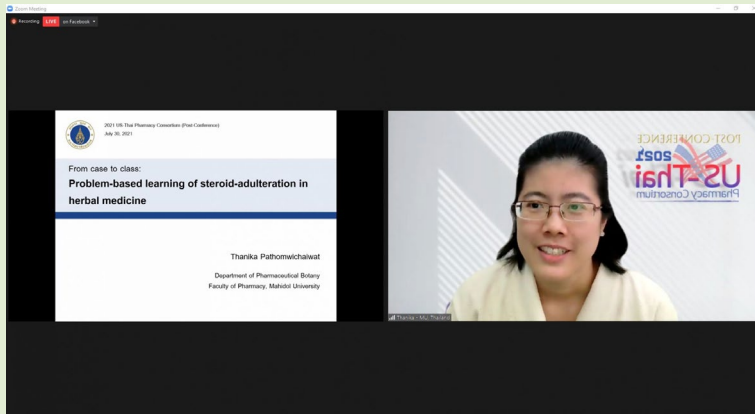 Zoom Meeting
Recording LIVE on Facebook
2021 US-Thai Pharmacy Consortium (Post-Conference)
July 30, 2021
From case to class:
Problem-based learning of steroid-adulteration in
herbal medicine
Thanika Pathomwichaiwat
Department of Pharmaceutical Botany
Faculty of Pharmacy, Mahidol University
POST-CONFERENCE
2021
US-Thai
Pharmacy Consortium
Thanika - MU Thailand